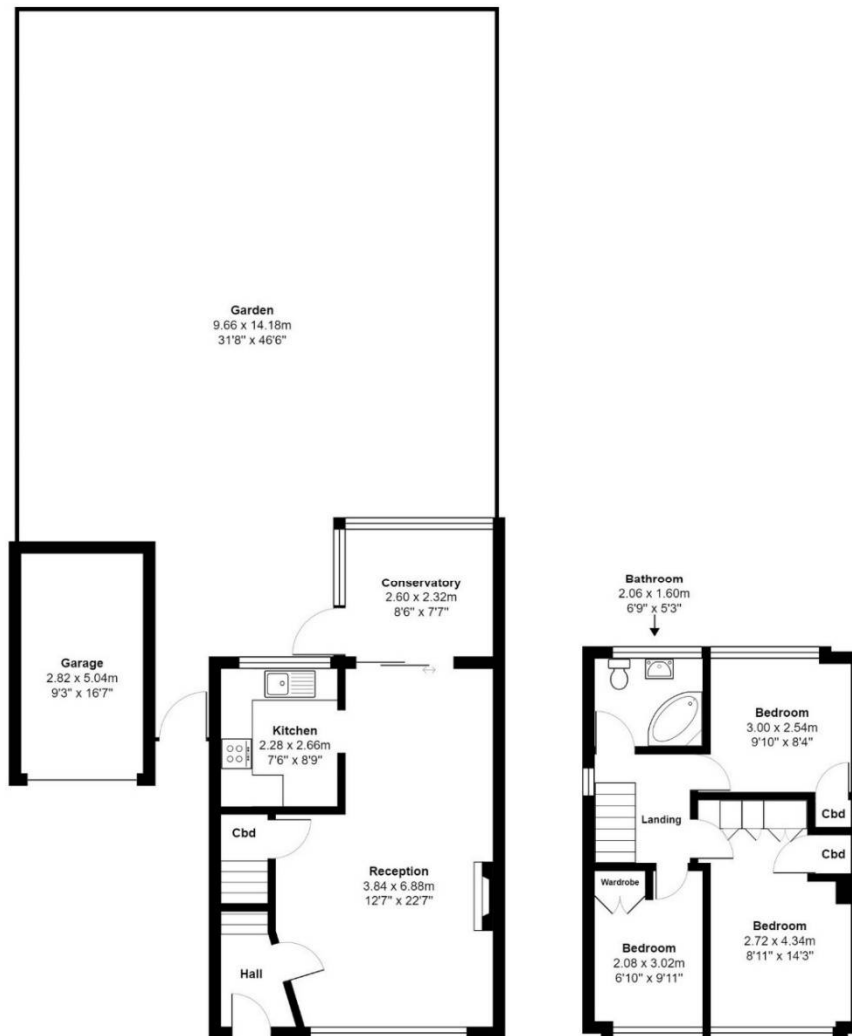 Garden
9.66 x 14.18m
31'8" x 46'6"
Conservatory
2.60 x 2.32m
8'6" x 7'7"
Garage
2.82 x 5.04m
9'3" x 16'7"
Kitchen
2.28 x 2.66m
7'6" x 8'9"
Cbd
Reception
3.84 x 6.88m
12'7" x 22'7"
Hall
Bathroom
2.06 x 1.60m
6'9" x 5'3"
Bedroom
3.00 x 2.54m
9'10" x 8'4"
Cbd
Landing
Cbd
Wardrobe
Bedroom
2.72 x 4.34m
8'11" x 14'3"
Bedroom
2.08 x 3.02m
6'10" x 9'11"